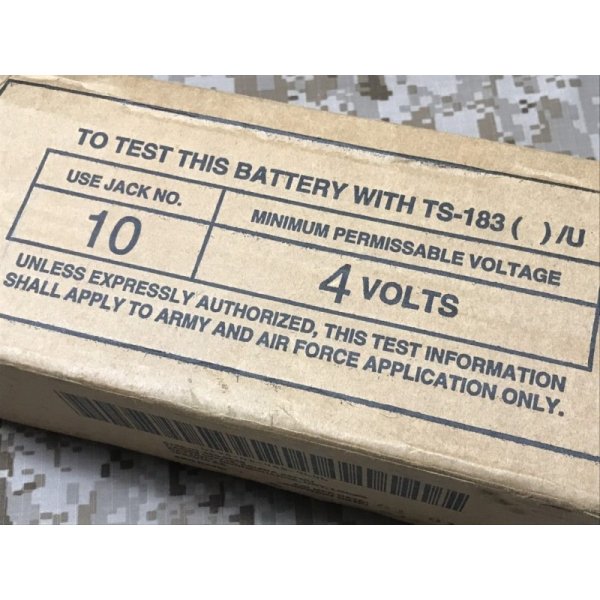 TO TEST THIS BATTERY WITH TS-183 ( ) /U
USE JACK NO.
10
MINIMUM PERMISSABLE VOLTAGE
4 VOLTS
UNLESS EXPRESSLY AUTHORIZED, THIS TEST INFORMATION
SHALL APPLY TO ARMY AND AIR FORCE APPLICATION ONLY.